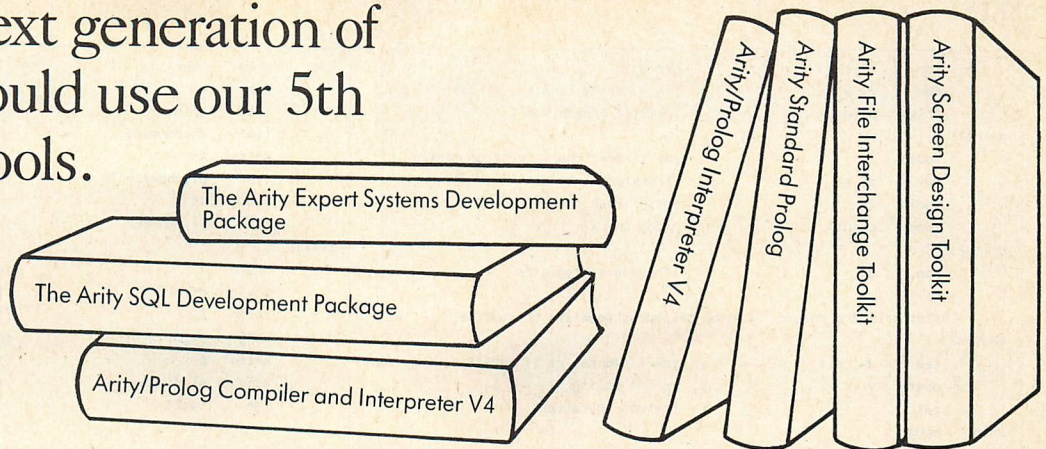 ext generation of
ould use our 5th
ools.
The Arity Expert Systems Development
Package
The Arity SQL Development Package
Arity/Prolog Compiler and Interpreter V4
Arity/Prolog Interpreter V4
Arity Standard Prolog
Arity File Interchange Toolkit
Arity Screen Design Toolkit